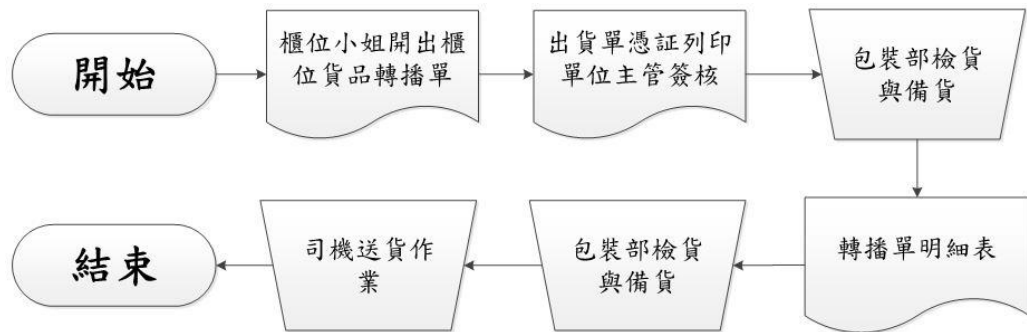 開始
櫃位小姐開出櫃
位貨品轉播單
出貨單憑証列印
單位主管簽核
包裝部檢貨
與備貨
轉播單明細表
包裝部檢貨
與備貨
司機送貨作
業
結束